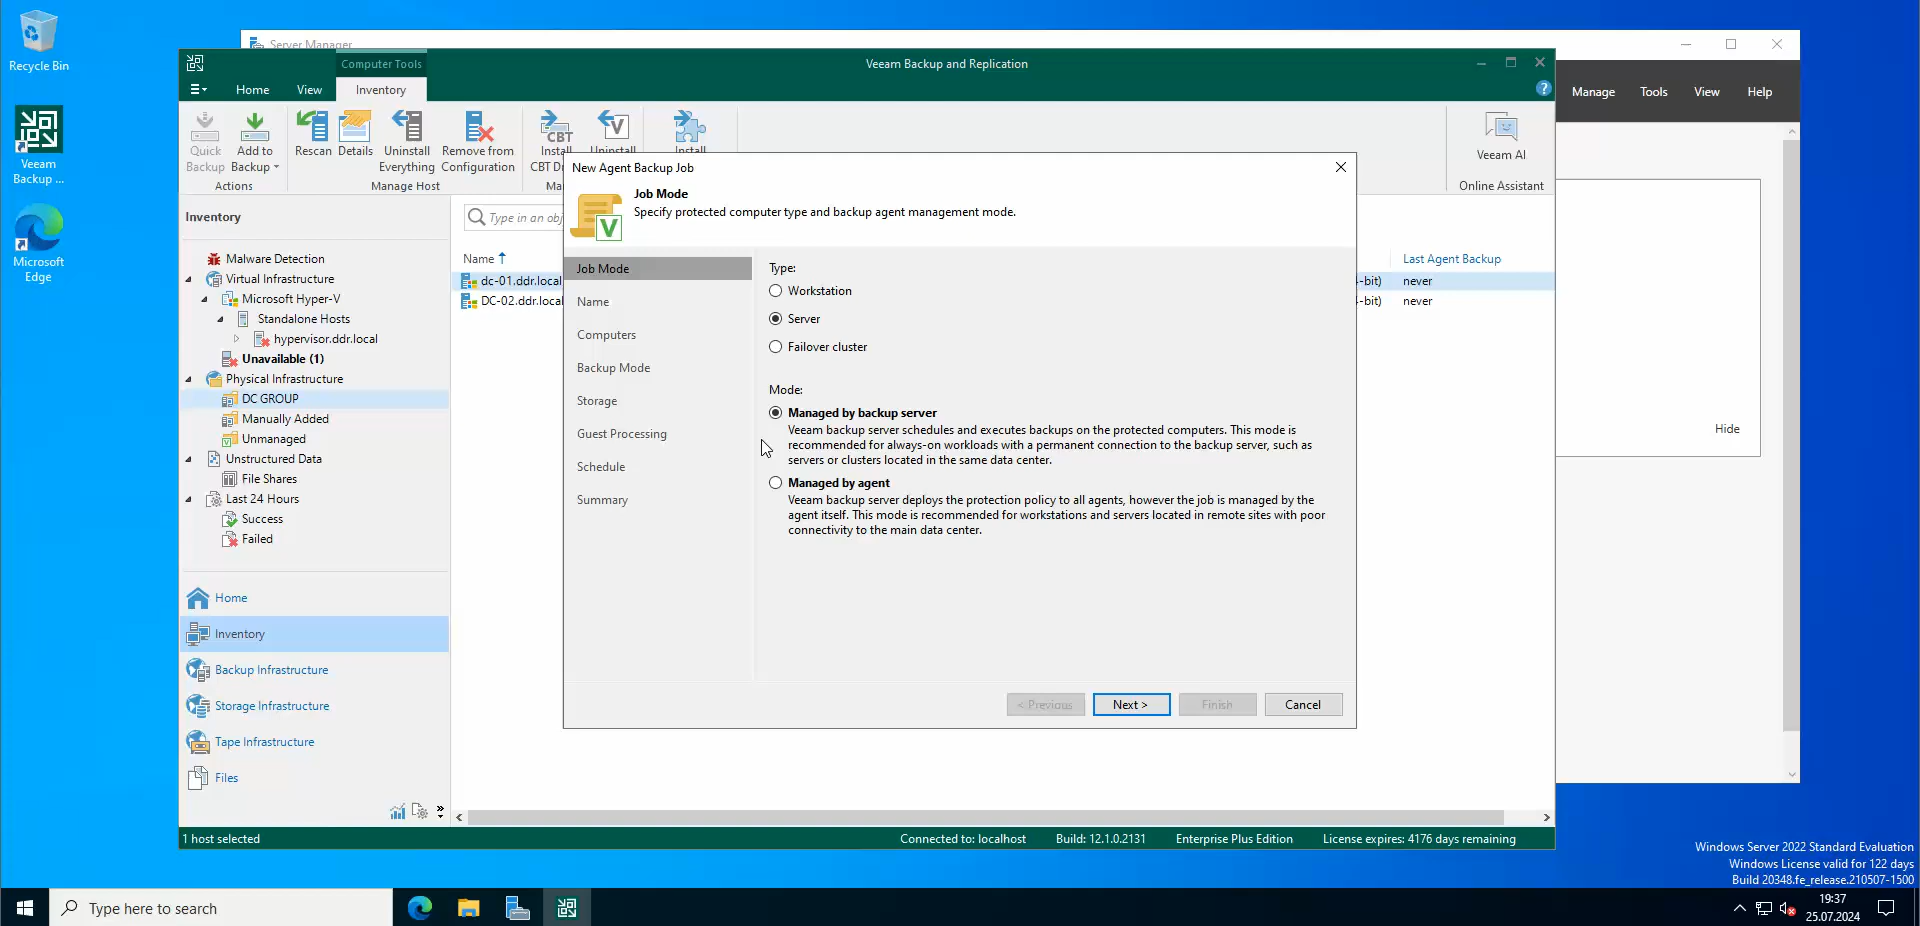 Recycle Bin
Veeam
Backup ...
Microsoft
Edge
Server Manager
Manage
Tools
View
Help
Hide
Computer Tools
Veeam Backup and Replication
Home
View
Inventory
Quick
Backup
Add to
Backup
Rescan
Details
Uninstall
Everything
Remove from
Configuration
Install
CBT
Uninstall
Install
Actions
Manage Host
Veeam AI
Online Assistant
Inventory
Malware Detection
Virtual Infrastructure
Microsoft Hyper-V
Standalone Hosts
hypervisor.ddr.local
Unavailable (1)
Physical Infrastructure
DC GROUP
Manually Added
Unmanaged
Unstructured Data
File Shares
Last 24 Hours
Success
Failed
Home
Inventory
Backup Infrastructure
Storage Infrastructure
Tape Infrastructure
Files
Type in an obj
Name
Last Agent Backup
dc-01.ddr.local
-bit)
never
DC-02.ddr.local
-bit)
never
New Agent Backup Job
Job Mode
Specify protected computer type and backup agent management mode.
Job Mode
Name
Computers
Backup Mode
Storage
Guest Processing
Schedule
Summary
Type:
Workstation
Server
Failover cluster
Mode:
Managed by backup server
Veeam backup server schedules and executes backups on the protected computers. This mode is
recommended for always-on workloads with a permanent connection to the backup server, such as
servers or clusters located in the same data center.
Managed by agent
Veeam backup server deploys the protection policy to all agents, however the job is managed by the
agent itself. This mode is recommended for workstations and servers located in remote sites with poor
connectivity to the main data center.
< Previous
Next >
Finish
Cancel
1 host selected
Connected to: localhost
Build: 12.1.0.2131
Enterprise Plus Edition
License expires: 4176 days remaining
Windows Server 2022 Standard Evaluation
Windows License valid for 122 days
Build 20348.fe_release.210507-1500
Type here to search
19:37
25.07.2024